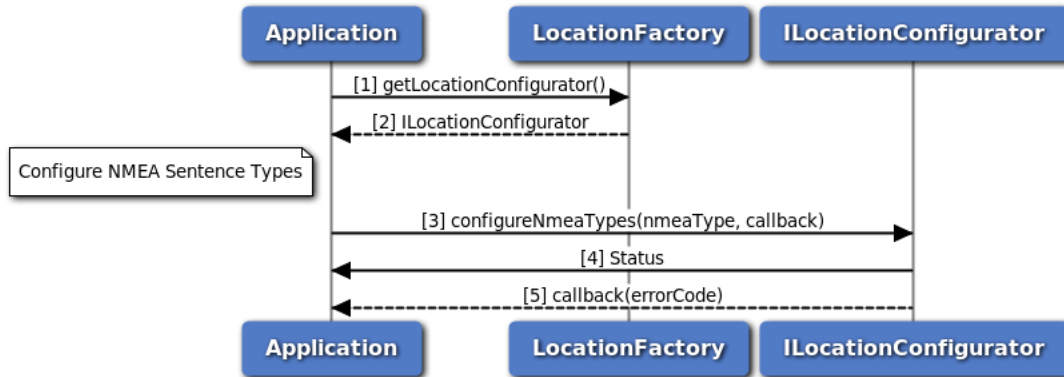 Application
LocationFactory
ILocationConfigurator
[1] getLocationConfigurator()
[2] ILocationConfigurator
Configure NMEA Sentence Types
[3] configureNmeaTypes(nmeaType, callback)
[4] Status
[5] callback(errorCode)
Application
LocationFactory
ILocationConfigurator